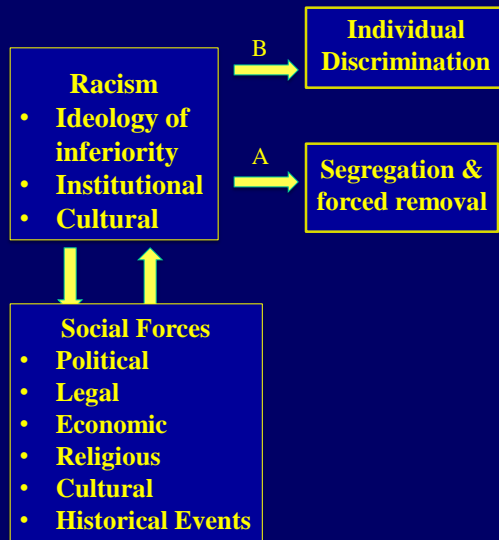 Racism
• Ideology of
inferiority
• Institutional
• Cultural
B
Individual
Discrimination
A
Segregation &
forced removal
Social Forces
• Political
• Legal
• Economic
• Religious
• Cultural
• Historical Events